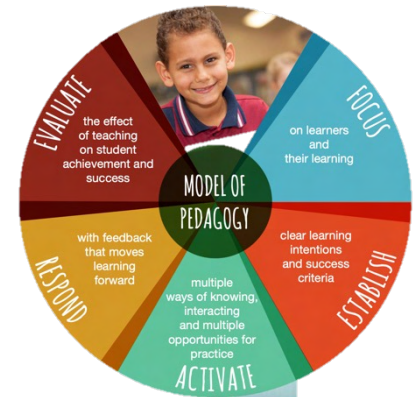 MODEL OF
PEDAGOGY
FOCUS
on learners
and
their learning
ESTABLISH
clear learning
intentions
and success
criteria
ACTIVATE
multiple
ways of knowing,
interacting
and multiple
opportunities for
practice
RESPOND
with feedback
that moves
learning
forward
EVALUATE
the effect
of teaching
on student
achievement and
success